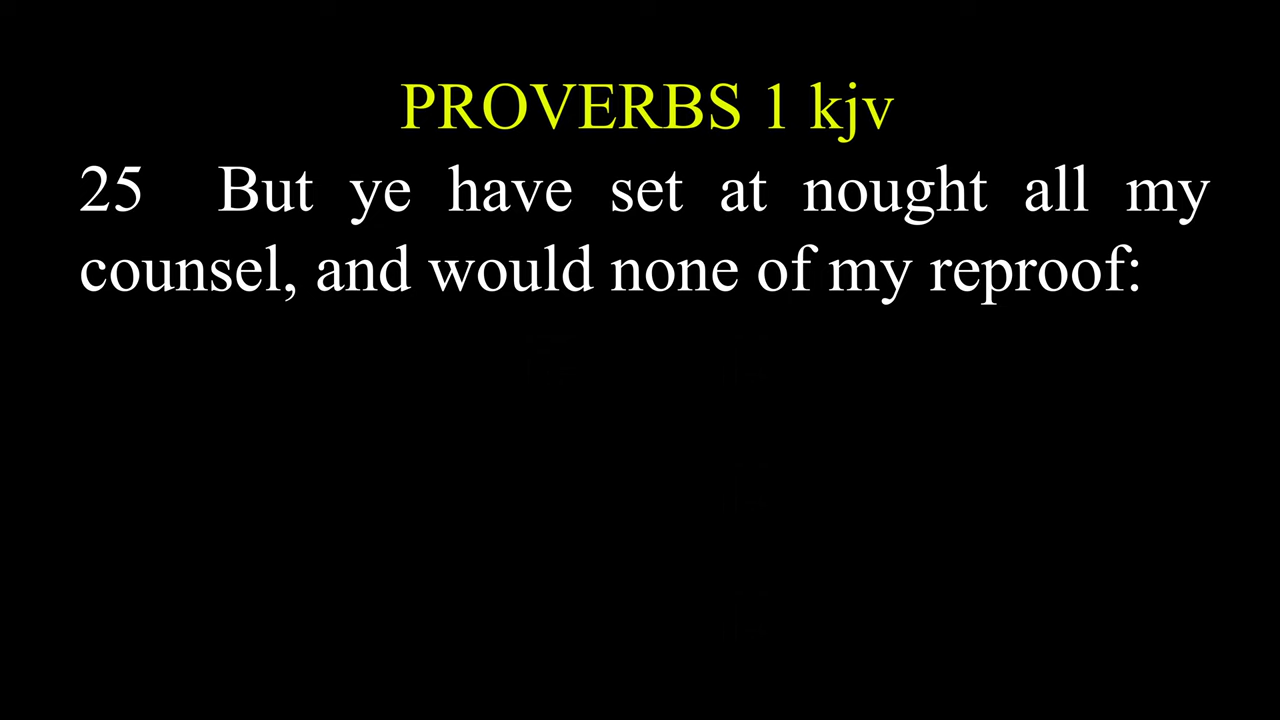 PROVERBS 1 kjv
25 But ye have set at nought all my
counsel, and would none of my reproof: